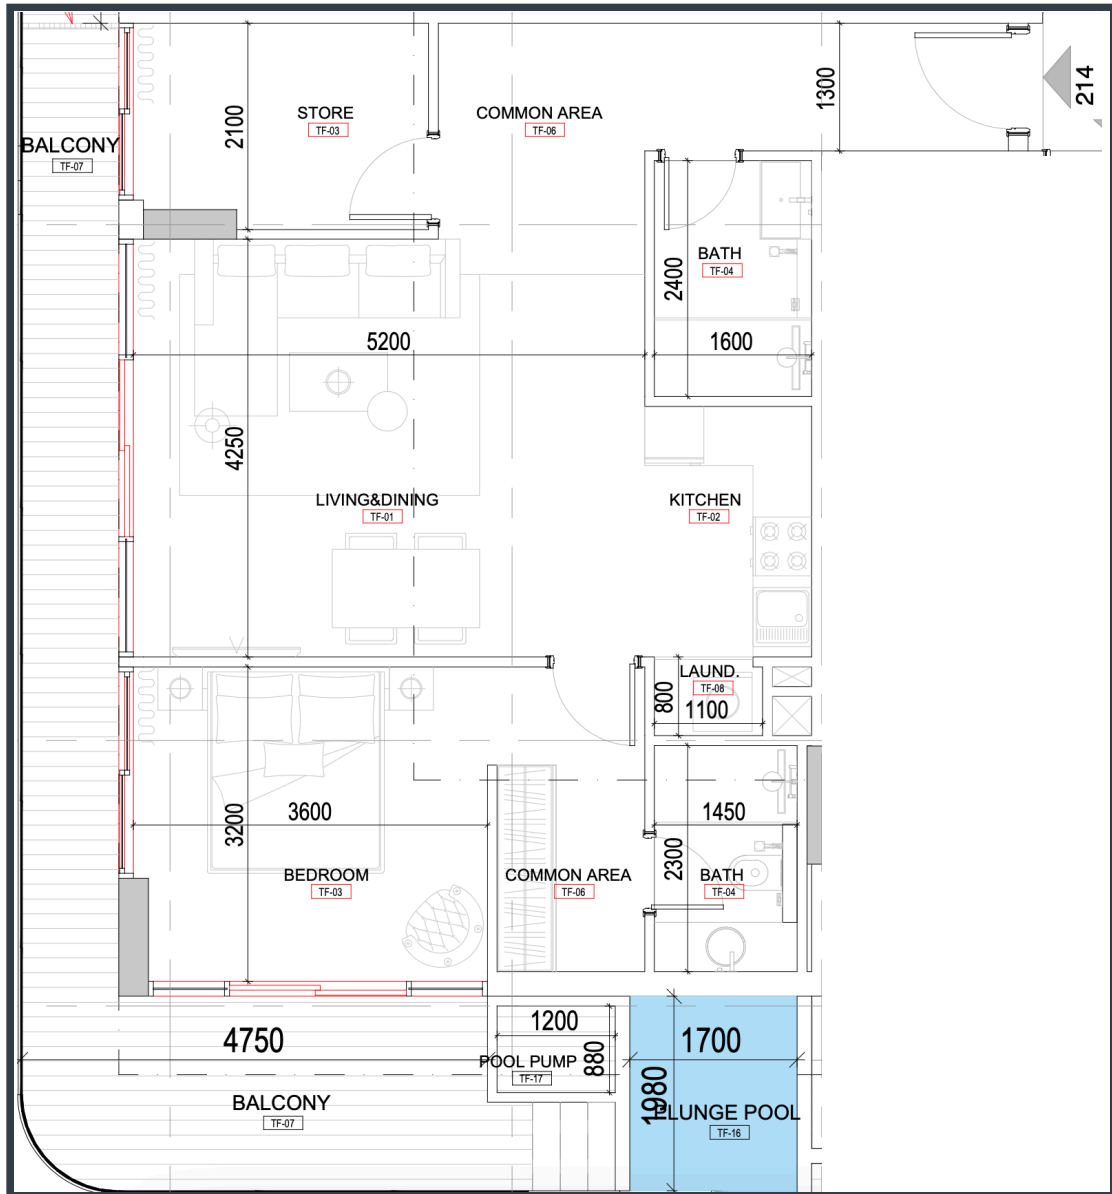 214
1300
STORE
TF-03
COMMON AREA
TF-06
2100
BALCONY
TF-07
BATH
TF-04
2400
5200
1600
4250
LIVING&DINING
TF-01
KITCHEN
TF-02
LAUND.
TF-08
800
1100
3200
3600
1450
2300
BEDROOM
TF-03
COMMON AREA
TF-06
BATH
TF-04
4750
1200
1700
880
POOL PUMP
TF-17
1980
BALCONY
TF-07
PLUNGE POOL
TF-16